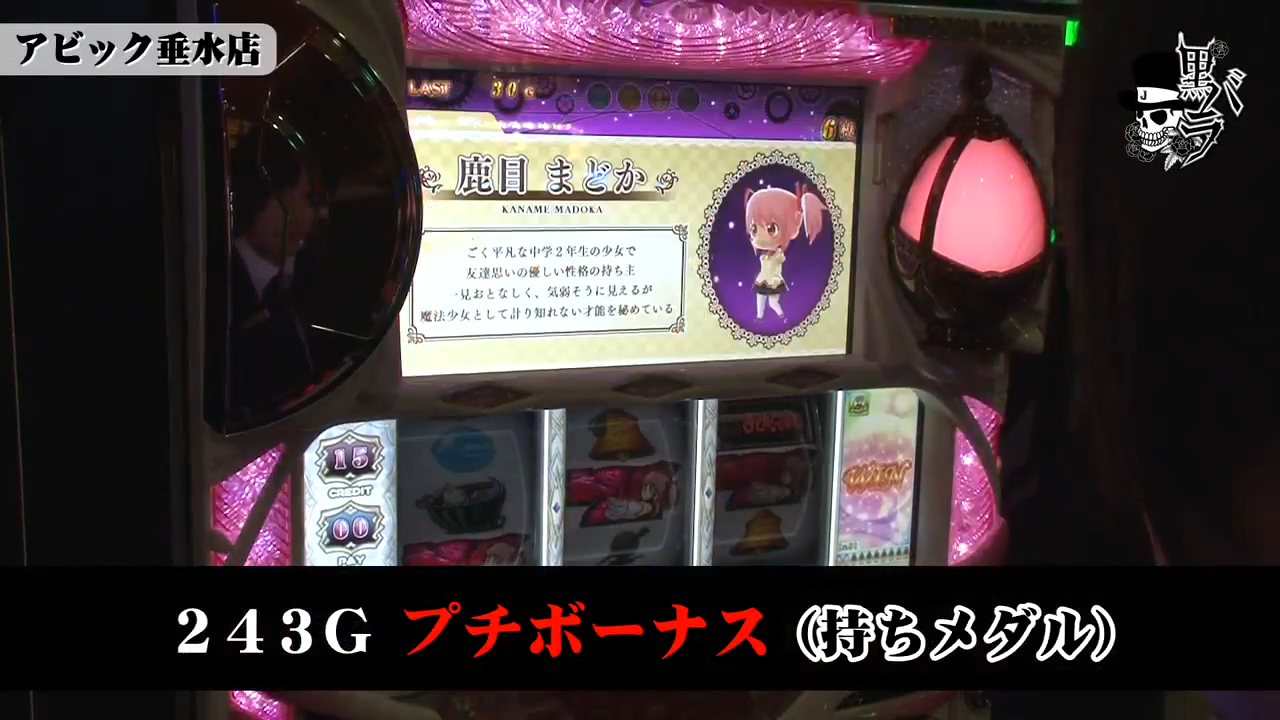 アビック垂水店
黒バラ
LAST 30G
鹿目 まどか
KANAME MADOKA
ごく平凡な中学2年生の少女で
友達思いの優しい性格の持ち主
一見おとなしく、気弱そうに見えるが
魔法少女として計り知れない才能を秘めている
15
CREDIT
00
PAY
WIN
243G プチボーナス (持ちメダル)